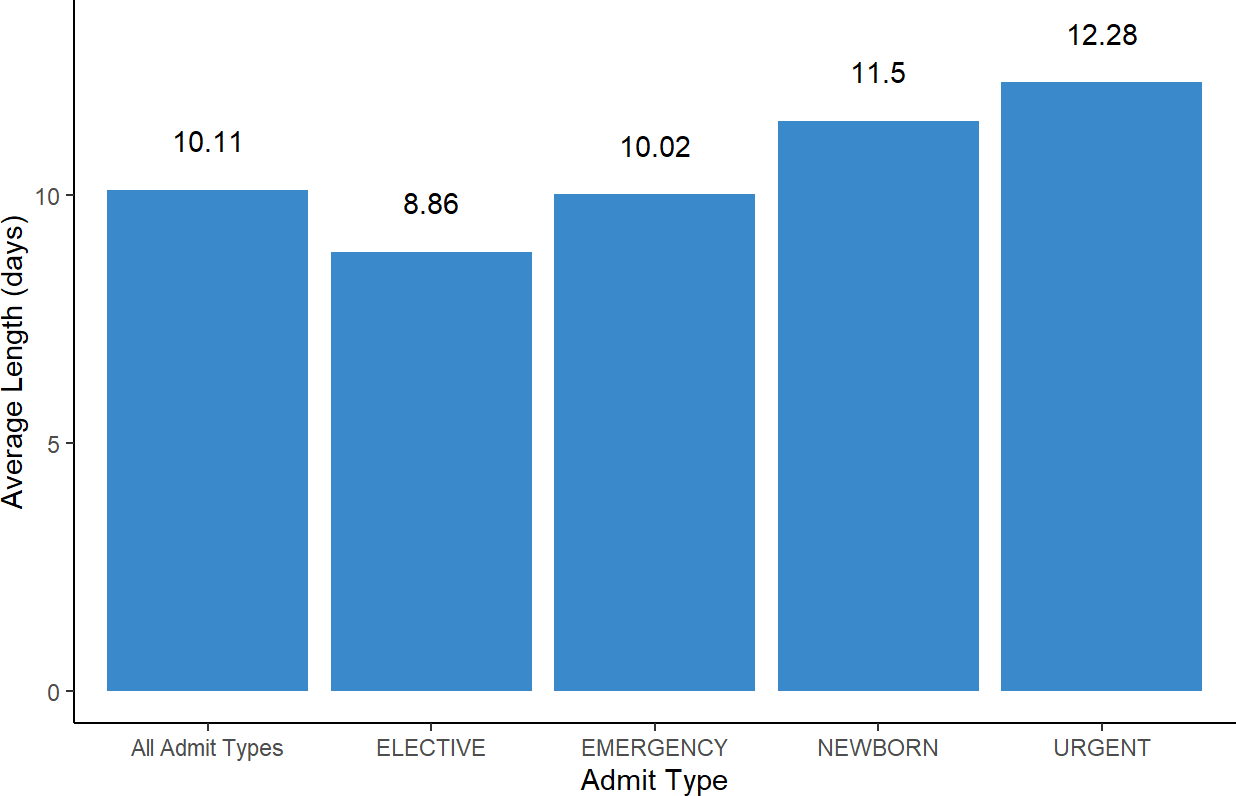 12.28
11.5
10.11
10.02
8.86
10
5
0
Average Length (days)
All Admit Types
ELECTIVE
EMERGENCY
NEWBORN
URGENT
Admit Type